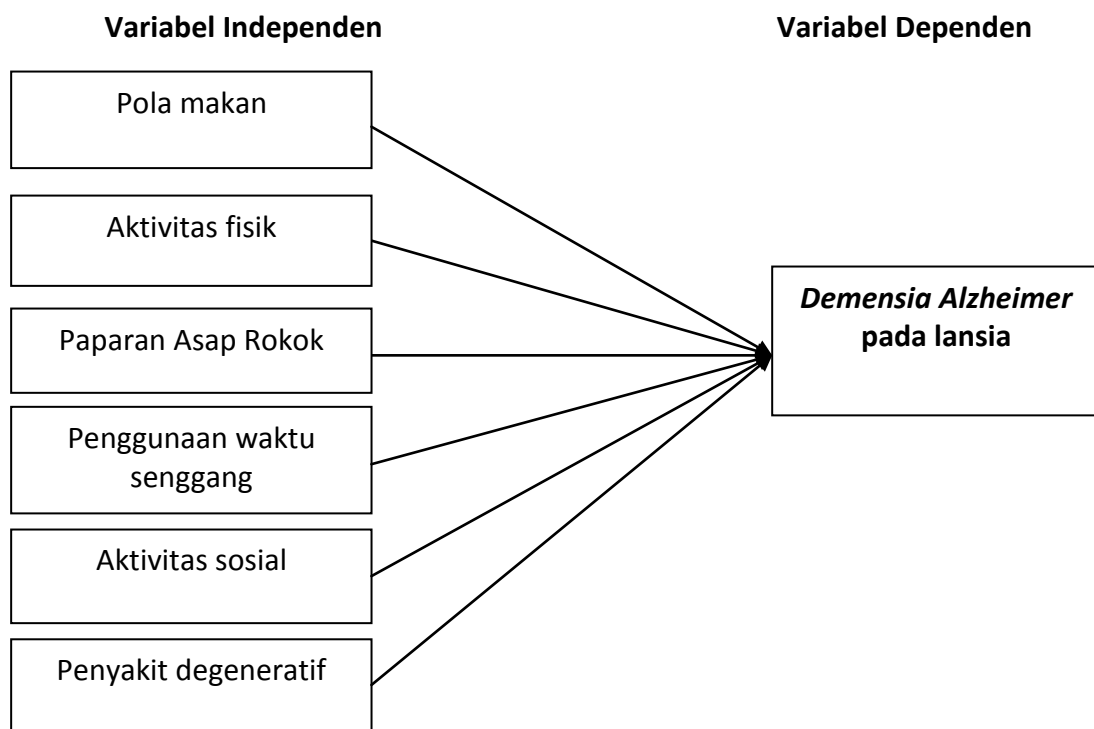 Variabel Independen
Variabel Dependen
Pola makan
Aktivitas fisik
Paparan Asap Rokok
Penggunaan waktu
senggang
Aktivitas sosial
Penyakit degeneratif
Demensia Alzheimer
pada lansia